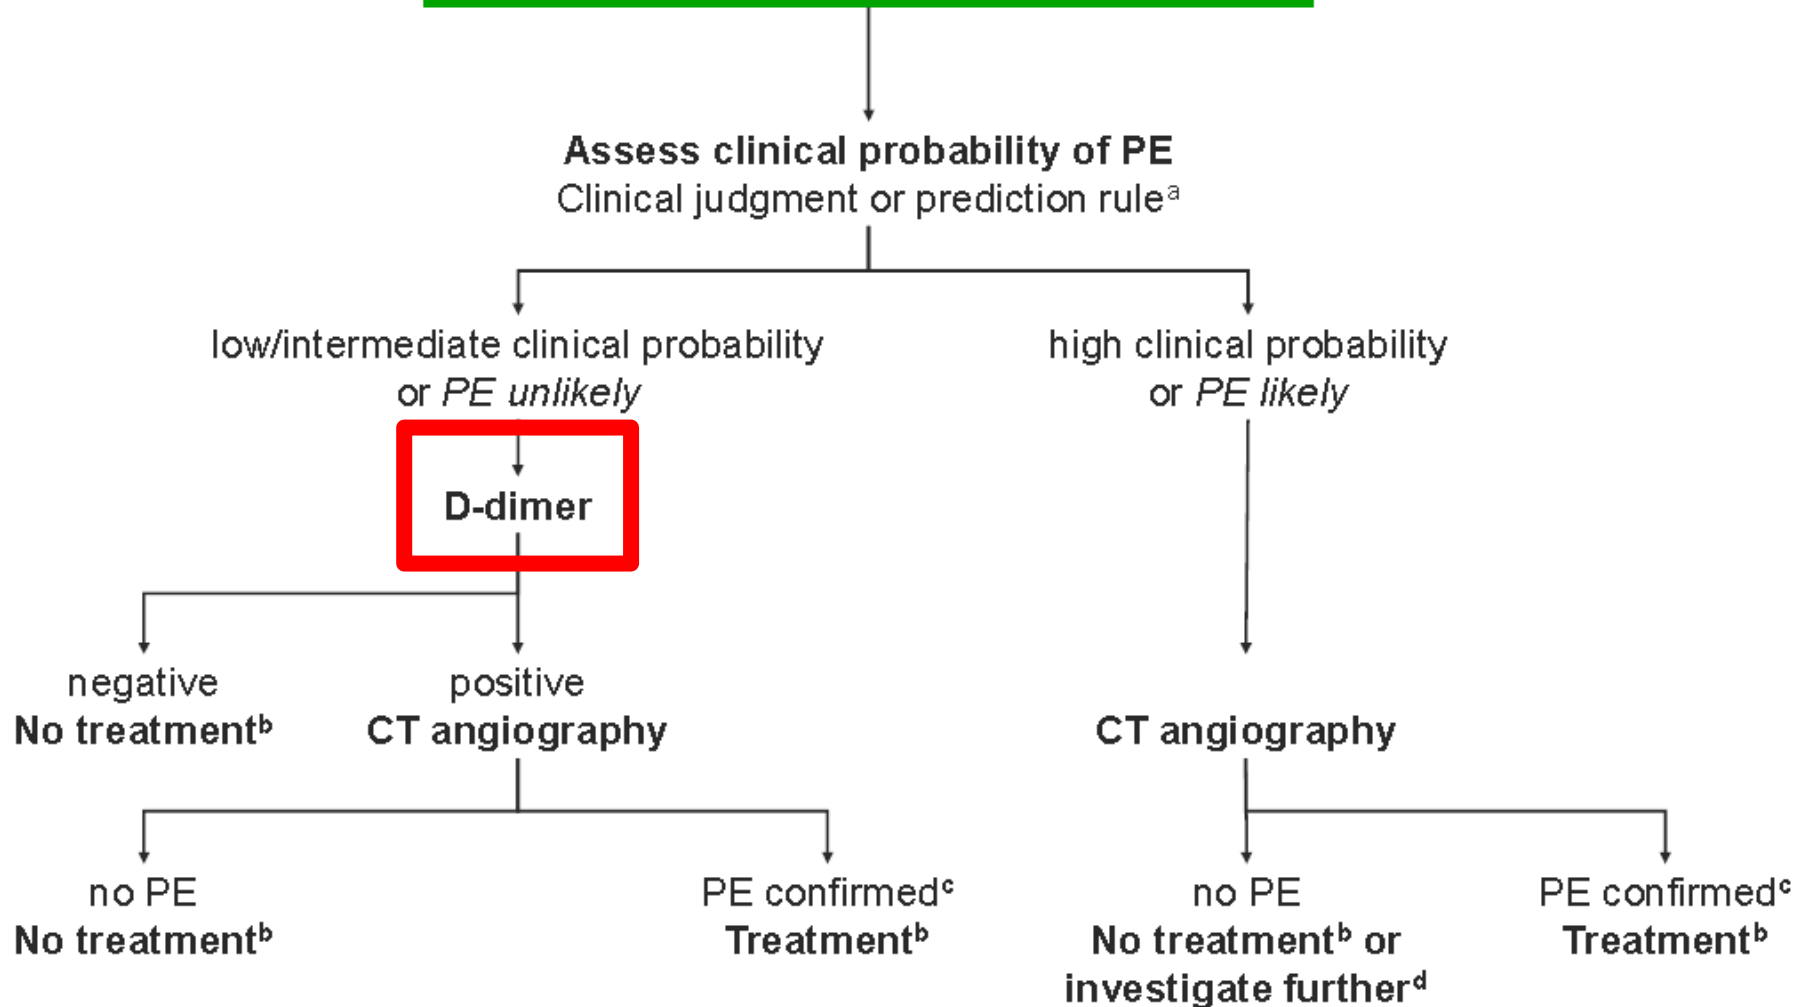 Assess clinical probability of PE
Clinical judgment or prediction ruleᵃ
low/intermediate clinical probability
or PE unlikely
high clinical probability
or PE likely
D-dimer
negative
No treatmentᵇ
positive
CT angiography
CT angiography
no PE
No treatmentᵇ
PE confirmedᶜ
Treatmentᵇ
no PE
No treatmentᵇ or
investigate furtherᵈ
PE confirmedᶜ
Treatmentᵇ